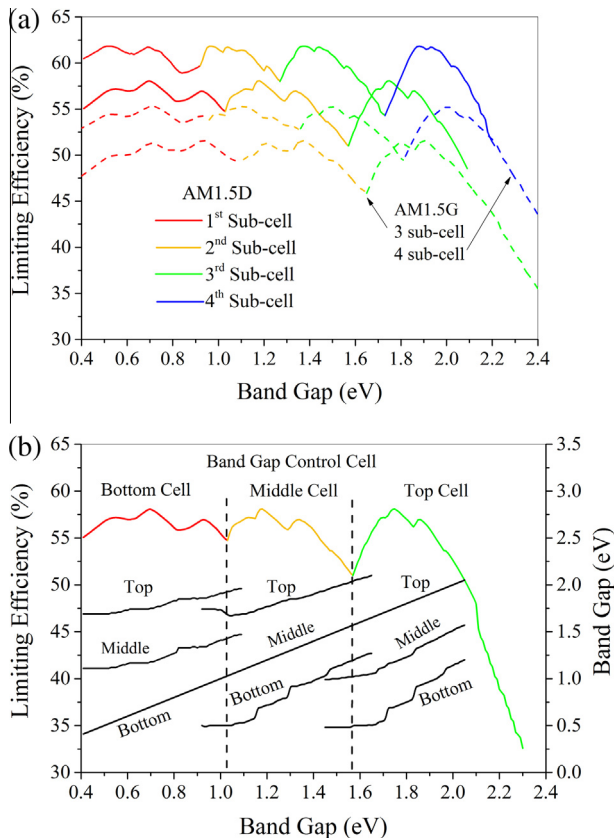 (a)
Limiting Efficiency (%)
65
60
55
50
45
40
35
30
AM1.5D
1st Sub-cell
2nd Sub-cell
3rd Sub-cell
4th Sub-cell
AM1.5G
3 sub-cell
4 sub-cell
0.4 0.6 0.8 1.0 1.2 1.4 1.6 1.8 2.0 2.2 2.4
Band Gap (eV)
(b)
Limiting Efficiency (%)
65
60
55
50
45
40
35
30
Band Gap Control Cell
Bottom Cell Middle Cell Top Cell
Top Top Top
Middle Middle Middle
Bottom Bottom Bottom
3.5
3.0
2.5
2.0
1.5
1.0
0.5
0.0
Band Gap (eV)
0.4 0.6 0.8 1.0 1.2 1.4 1.6 1.8 2.0 2.2 2.4
Band Gap (eV)